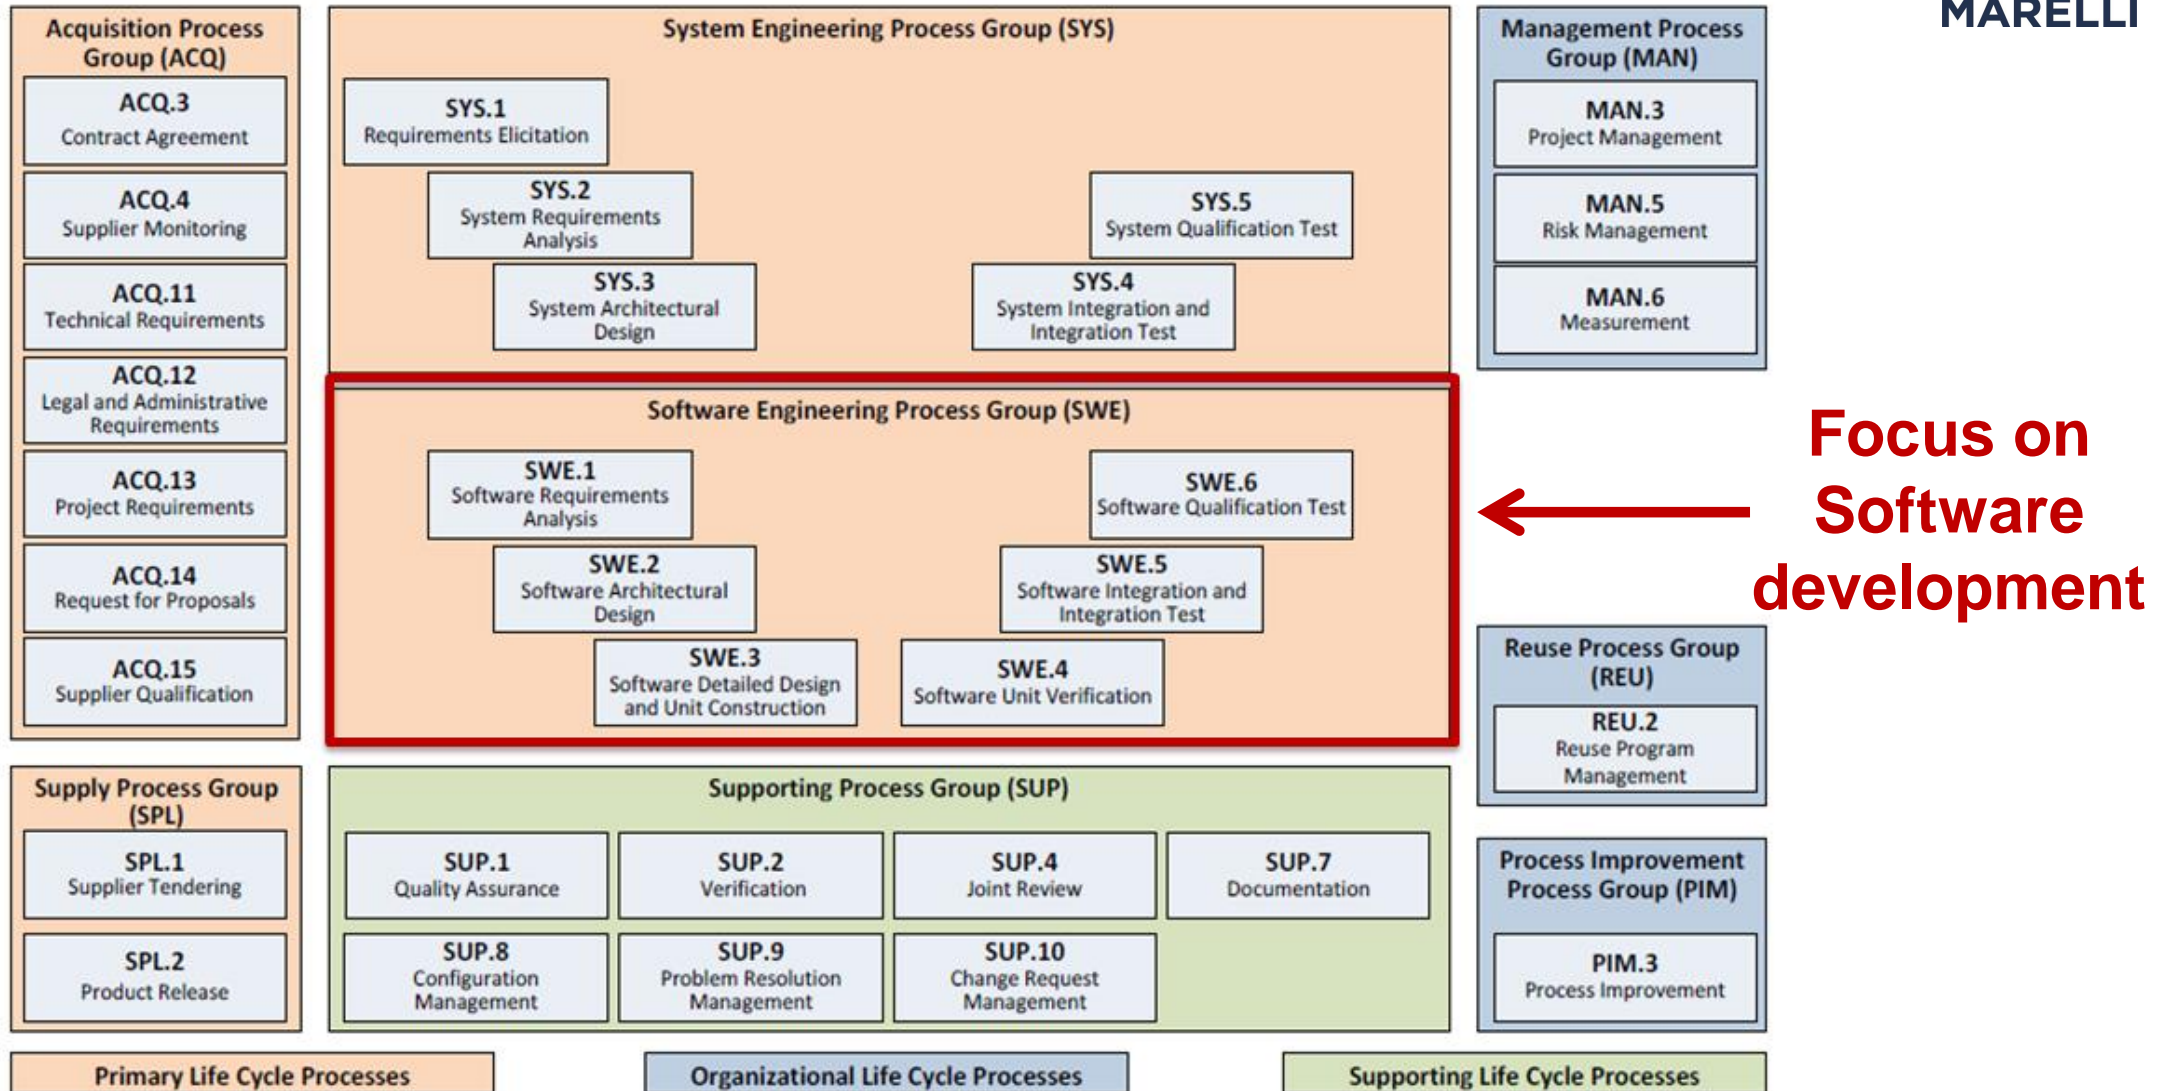 MARELLI
Acquisition Process
Group (ACQ)
ACQ.3
Contract Agreement
ACQ.4
Supplier Monitoring
ACQ.11
Technical Requirements
ACQ.12
Legal and Administrative
Requirements
ACQ.13
Project Requirements
ACQ.14
Request for Proposals
ACQ.15
Supplier Qualification
System Engineering Process Group (SYS)
SYS.1
Requirements Elicitation
SYS.2
System Requirements
Analysis
SYS.3
System Architectural
Design
SYS.5
System Qualification Test
SYS.4
System Integration and
Integration Test
Management Process
Group (MAN)
MAN.3
Project Management
MAN.5
Risk Management
MAN.6
Measurement
Software Engineering Process Group (SWE)
SWE.1
Software Requirements
Analysis
SWE.2
Software Architectural
Design
SWE.3
Software Detailed Design
and Unit Construction
SWE.6
Software Qualification Test
SWE.5
Software Integration and
Integration Test
SWE.4
Software Unit Verification
Focus on
Software
development
Reuse Process Group
(REU)
REU.2
Reuse Program
Management
Supply Process Group
(SPL)
SPL.1
Supplier Tendering
SPL.2
Product Release
Supporting Process Group (SUP)
SUP.1
Quality Assurance
SUP.2
Verification
SUP.4
Joint Review
SUP.7
Documentation
SUP.8
Configuration
Management
SUP.9
Problem Resolution
Management
SUP.10
Change Request
Management
Process Improvement
Process Group (PIM)
PIM.3
Process Improvement
Primary Life Cycle Processes
Organizational Life Cycle Processes
Supporting Life Cycle Processes